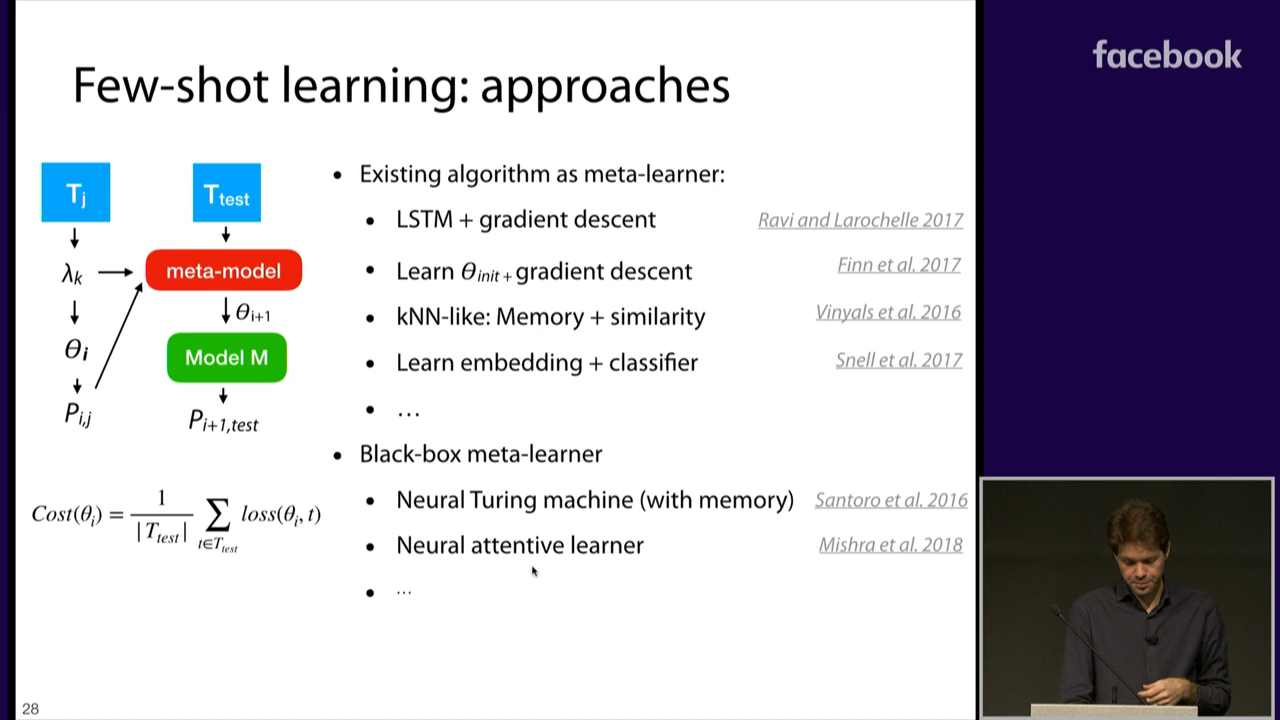 facebook
Few-shot learning: approaches
Tj
Ttest
λk
meta-model
θi+1
θi
Model M
Pi,j
Pi+1,test
Cost(θi) = 1 / |Ttest| ∑ t∈Ttest loss(θi, t)
• Existing algorithm as meta-learner:
• LSTM + gradient descent Ravi and Larochelle 2017
• Learn θinit + gradient descent Finn et al. 2017
• kNN-like: Memory + similarity Vinyals et al. 2016
• Learn embedding + classifier Snell et al. 2017
• …
• Black-box meta-learner
• Neural Turing machine (with memory) Santoro et al. 2016
• Neural attentive learner Mishra et al. 2018
• …
28